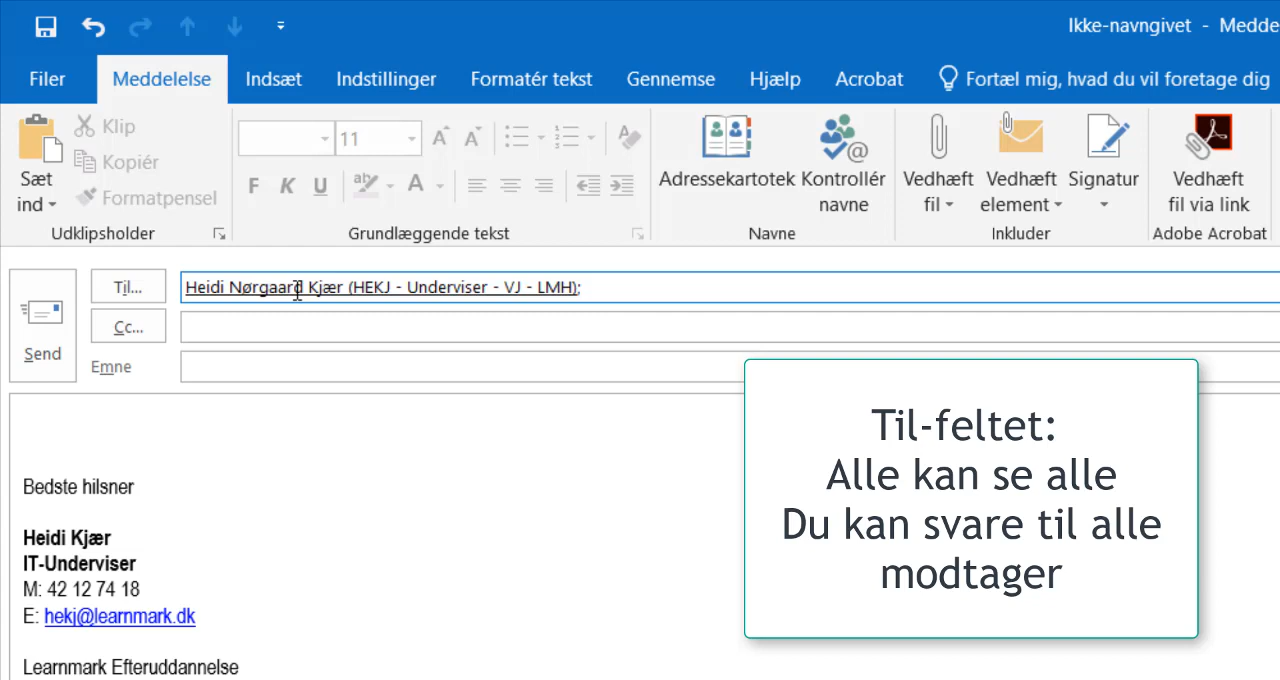 Ikke-navngivet - Medde
Filer Meddelelse Indsæt Indstillinger Formatér tekst Gennemse Hjælp Acrobat Fortæl mig, hvad du vil foretage dig
Sæt ind
Klip
Kopiér
Formatpensel
Udklipsholder
11
F K U
Grundlæggende tekst
Adressekartotek
Kontrollér navne
Navne
Vedhæft fil
Vedhæft element
Signatur
Inkluder
Vedhæft fil via link
Adobe Acrobat
Send
Til...
Heidi Nørgaard Kjær (HEKJ - Underviser - VJ - LMH);
Cc...
Emne
Til-feltet:
Alle kan se alle
Du kan svare til alle
modtager
Bedste hilsner
Heidi Kjær
IT-Underviser
M: 42 12 74 18
E: hekj@learnmark.dk
Learnmark Efteruddannelse